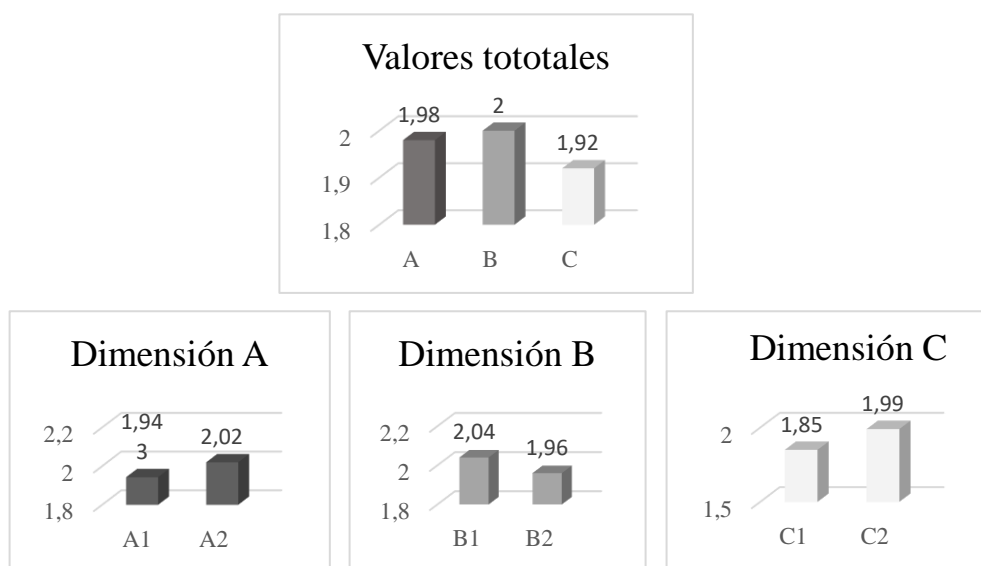 Valores tototales
1,98
2
1,92
2
1,9
1,8
A B C
Dimensión A
1,94
3
2,02
2,2
2
1,8
A1 A2
Dimensión B
2,04
1,96
2,2
2
1,8
B1 B2
Dimensión C
1,85
1,99
2
1,5
C1 C2